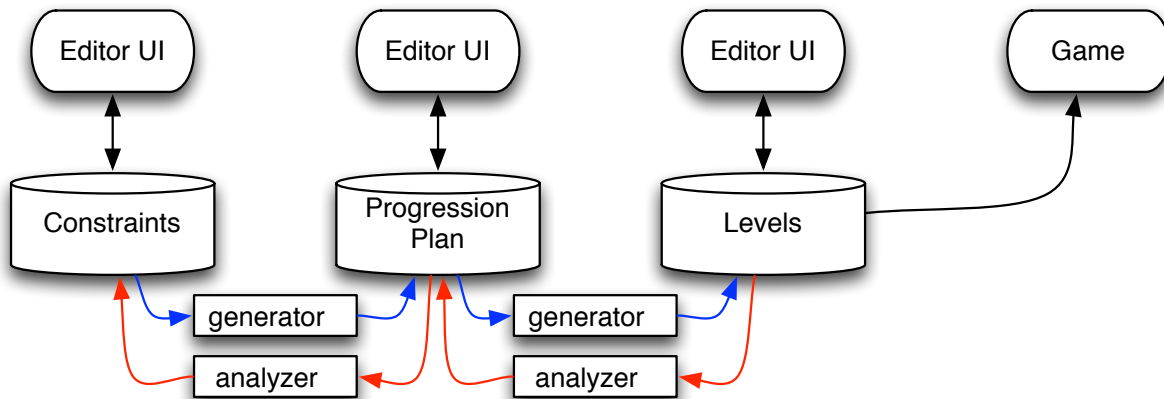 Editor UI
Editor UI
Editor UI
Game
Constraints
Progression
Plan
Levels
generator
generator
analyzer
analyzer